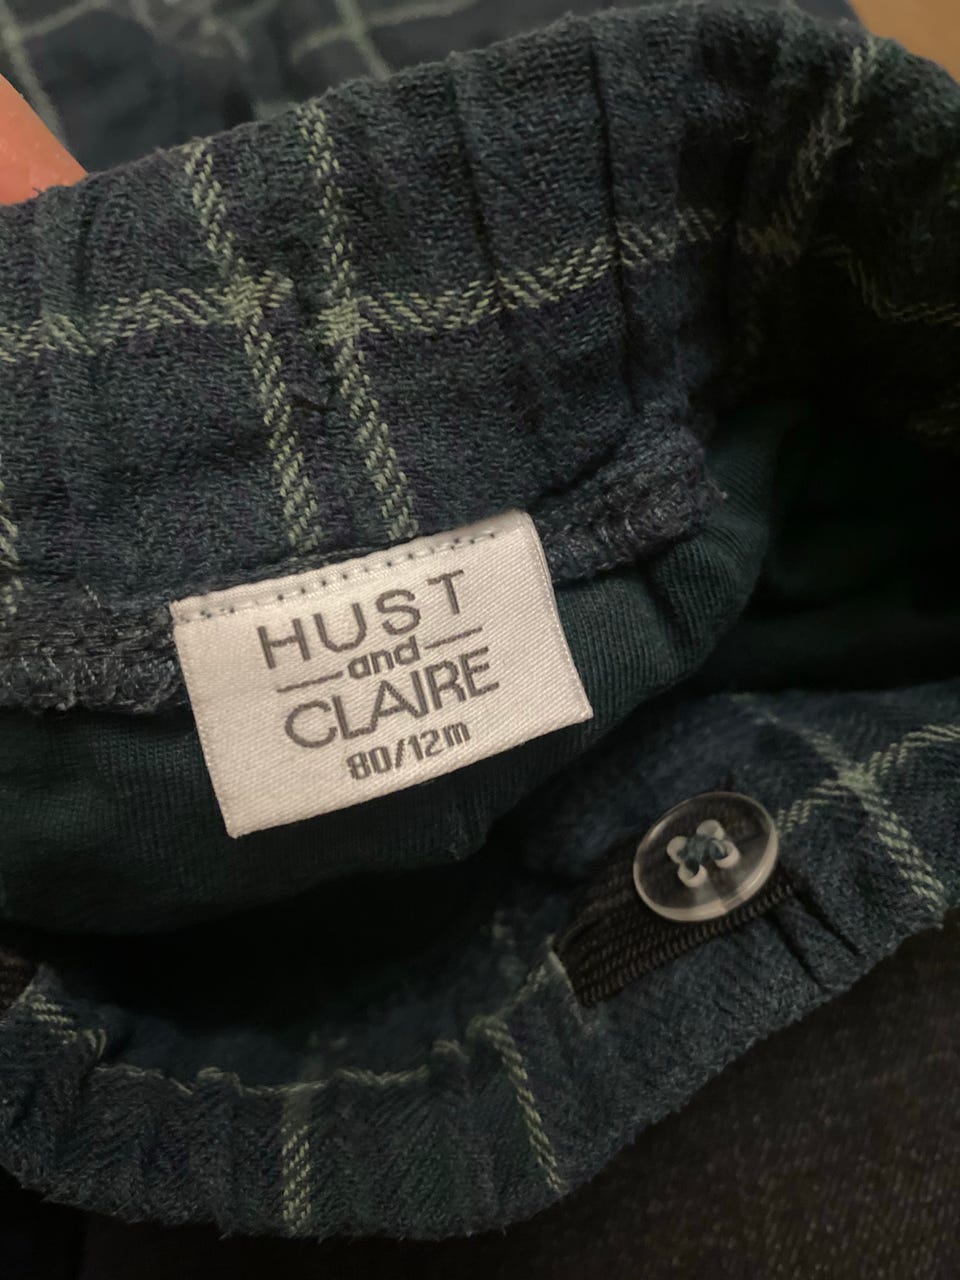 HUST
and
CLAIRE
80/12m